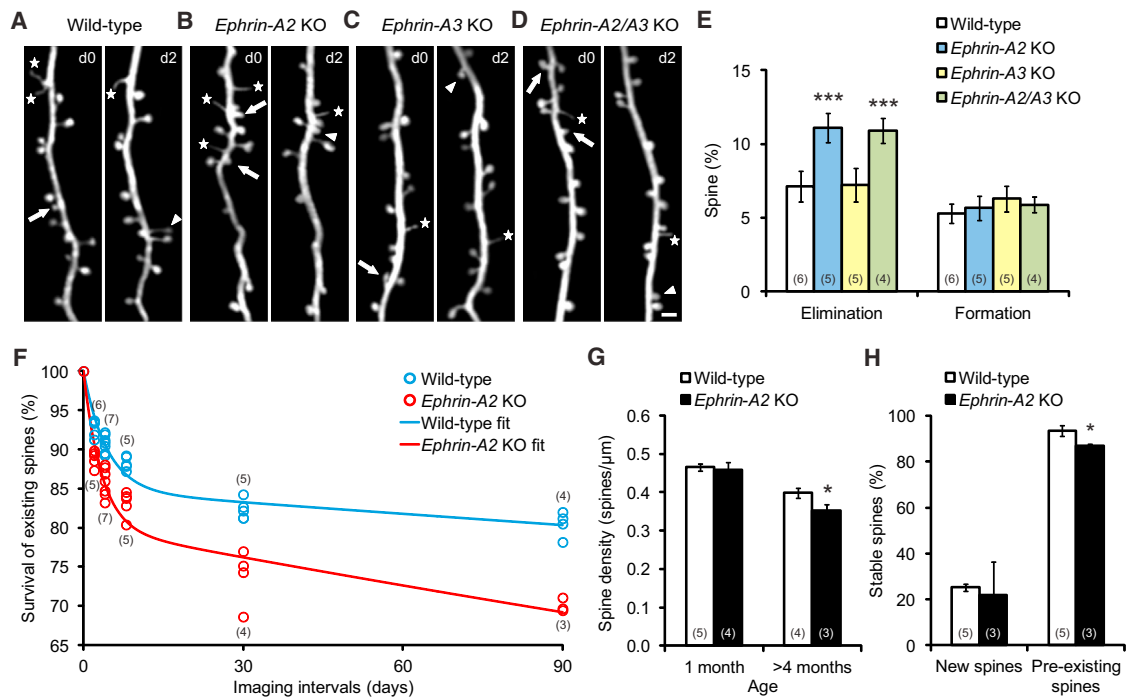 A Wild-type
d0 d2
B Ephrin-A2 KO
d0 d2
C Ephrin-A3 KO
d0 d2
D Ephrin-A2/A3 KO
d0 d2
E
Wild-type
Ephrin-A2 KO
Ephrin-A3 KO
Ephrin-A2/A3 KO
Spine (%)
15
10
5
0
*** ***
(6) (5) (5) (4) (6) (5) (5) (4)
Elimination Formation
F
Survival of existing spines (%)
100
95
90
85
80
75
70
65
Wild-type
Ephrin-A2 KO
Wild-type fit
Ephrin-A2 KO fit
(6)
(7)
(5)
(5)
(4)
(5)
(7)
(5)
(4)
(3)
0 30 60 90
Imaging intervals (days)
G
Wild-type
Ephrin-A2 KO
Spine density (spines/μm)
0.6
0.5
0.4
0.3
0.2
0.1
0.0
*
(5) (4) (4) (3)
1 month >4 months
Age
H
Wild-type
Ephrin-A2 KO
Stable spines (%)
100
80
60
40
20
0
*
(5) (3) (5) (3)
New spines Pre-existing
spines